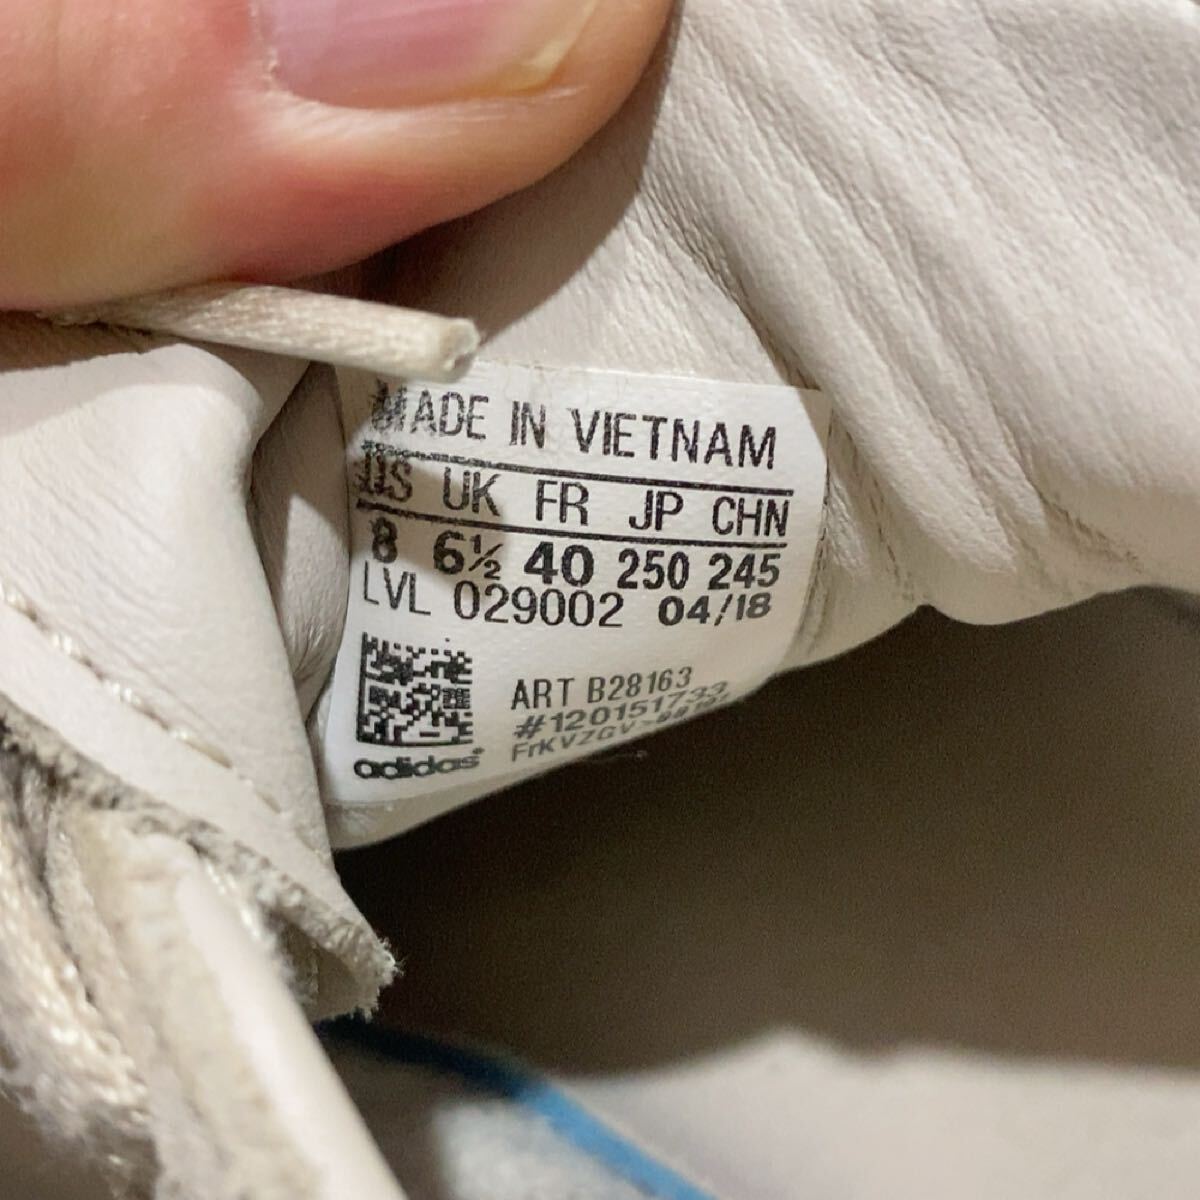 MADE IN VIETNAM
US UK FR JP CHN
8 6½ 40 250 245
LVL 029002 04/18
ART B28163
#120151733
adidas